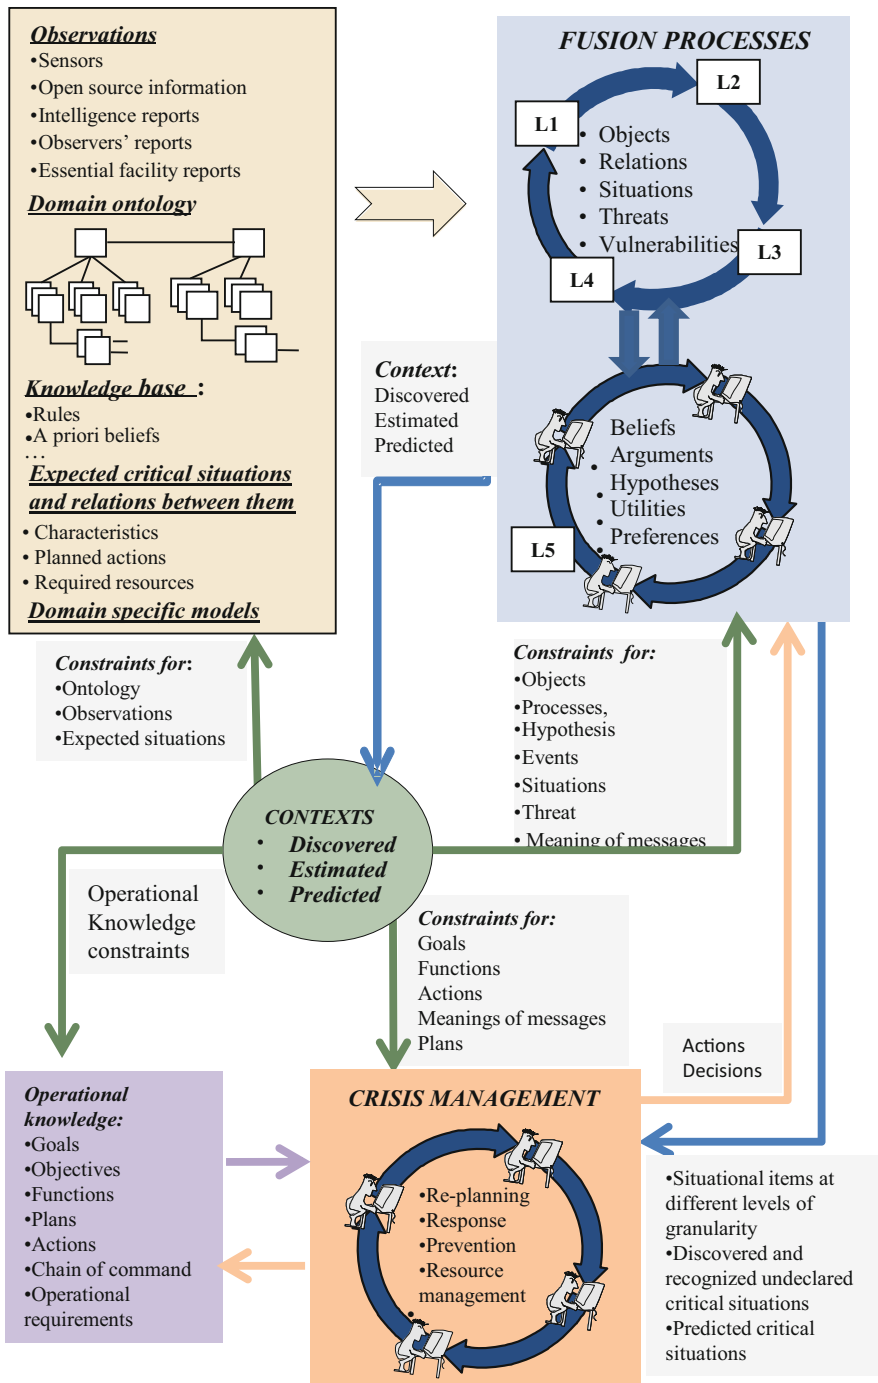 Observations
•Sensors
•Open source information
•Intelligence reports
•Observers’ reports
•Essential facility reports
Domain ontology
Knowledge base :
•Rules
•A priori beliefs
…
Expected critical situations
and relations between them
• Characteristics
• Planned actions
• Required resources
Domain specific models
FUSION PROCESSES
L1
L2
L3
L4
• Objects
• Relations
• Situations
• Threats
• Vulnerabilities
Beliefs
• Arguments
• Hypotheses
• Utilities
• Preferences
•
L5
Context:
Discovered
Estimated
Predicted
Constraints for:
•Ontology
•Observations
•Expected situations
Constraints for:
•Objects
•Processes,
•Hypothesis
•Events
•Situations
•Threat
• Meaning of messages
CONTEXTS
• Discovered
• Estimated
• Predicted
Operational
Knowledge
constraints
Constraints for:
Goals
Functions
Actions
Meanings of messages
Plans
Actions
Decisions
Operational
knowledge:
•Goals
•Objectives
•Functions
•Plans
•Actions
•Chain of command
•Operational
requirements
CRISIS MANAGEMENT
•Re-planning
•Response
•Prevention
•Resource
management
•
•Situational items at
different levels of
granularity
•Discovered and
recognized undeclared
critical situations
•Predicted critical
situations